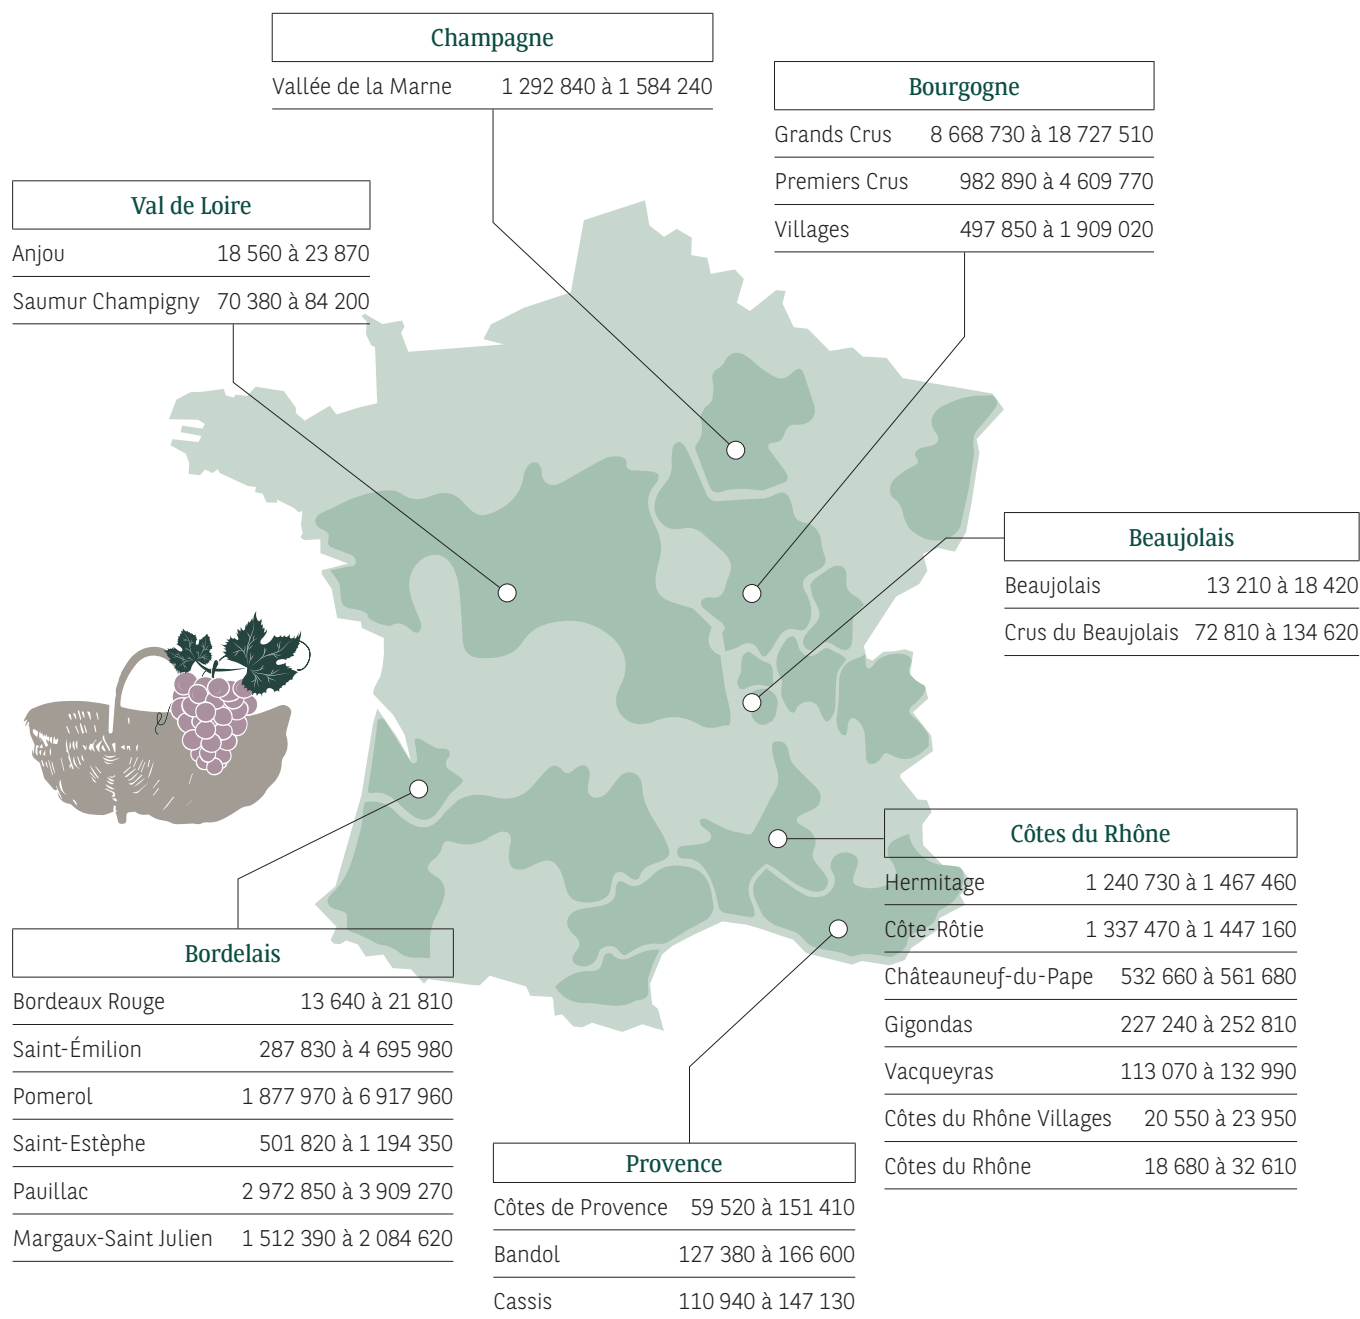 Champagne
Vallée de la Marne 1 292 840 à 1 584 240
Bourgogne
Grands Crus 8 668 730 à 18 727 510
Premiers Crus 982 890 à 4 609 770
Villages 497 850 à 1 909 020
Val de Loire
Anjou 18 560 à 23 870
Saumur Champigny 70 380 à 84 200
Beaujolais
Beaujolais 13 210 à 18 420
Crus du Beaujolais 72 810 à 134 620
Côtes du Rhône
Hermitage 1 240 730 à 1 467 460
Côte-Rôtie 1 337 470 à 1 447 160
Châteauneuf-du-Pape 532 660 à 561 680
Gigondas 227 240 à 252 810
Vacqueyras 113 070 à 132 990
Côtes du Rhône Villages 20 550 à 23 950
Côtes du Rhône 18 680 à 32 610
Bordelais
Bordeaux Rouge 13 640 à 21 810
Saint-Émilion 287 830 à 4 695 980
Pomerol 1 877 970 à 6 917 960
Saint-Estèphe 501 820 à 1 194 350
Pauillac 2 972 850 à 3 909 270
Margaux-Saint Julien 1 512 390 à 2 084 620
Provence
Côtes de Provence 59 520 à 151 410
Bandol 127 380 à 166 600
Cassis 110 940 à 147 130